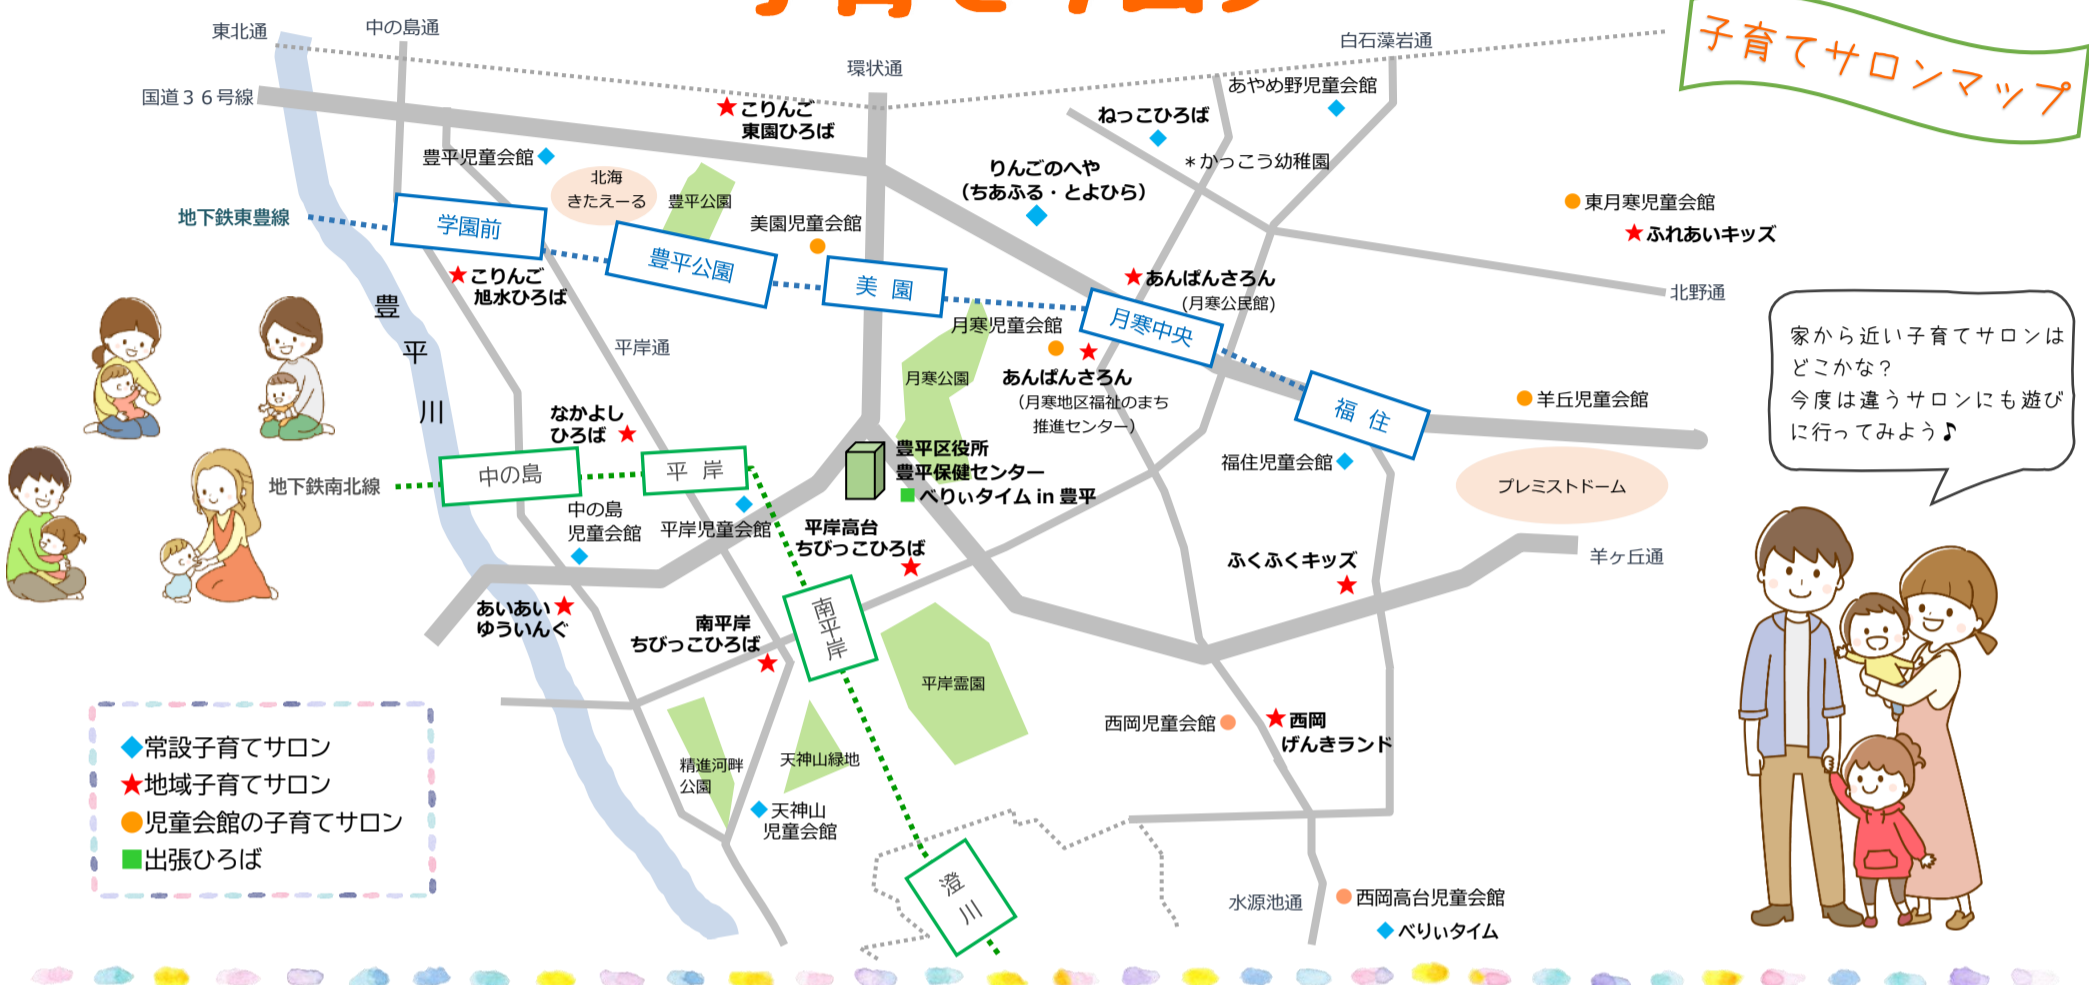 子育てサロン
東北通
中の島通
環状通
白石藻岩通
子育てサロンマップ
国道３６号線
こりんご
東園ひろば
あやめ野児童会館
ねっこひろば
＊かっこう幼稚園
豊平児童会館
北海
きたえーる
豊平公園
りんごのへや
（ちあふる・とよひら）
東月寒児童会館
ふれあいキッズ
地下鉄東豊線
学園前
豊平公園
美園児童会館
美園
こりんご
旭水ひろば
あんぱんさろん
(月寒公民館)
北野通
豊平川
平岸通
月寒児童会館
月寒中央
あんぱんさろん
（月寒地区福祉のまち
推進センター）
月寒公園
家から近い子育てサロンは
どこかな？
今度は違うサロンにも遊び
に行ってみよう♪
羊丘児童会館
福住
なかよし
ひろば
豊平区役所
豊平保健センター
べりぃタイム in 豊平
福住児童会館
プレミストドーム
地下鉄南北線
中の島
平岸
中の島
児童会館
平岸児童会館
平岸高台
ちびっこひろば
ふくふくキッズ
羊ヶ丘通
あいあい
ゆういんぐ
南平岸
ちびっこひろば
南平岸
平岸霊園
西岡児童会館
西岡
げんきランド
◆常設子育てサロン
★地域子育てサロン
●児童会館の子育てサロン
■出張ひろば
精進河畔
公園
天神山緑地
天神山
児童会館
澄川
水源池通
西岡高台児童会館
べりぃタイム